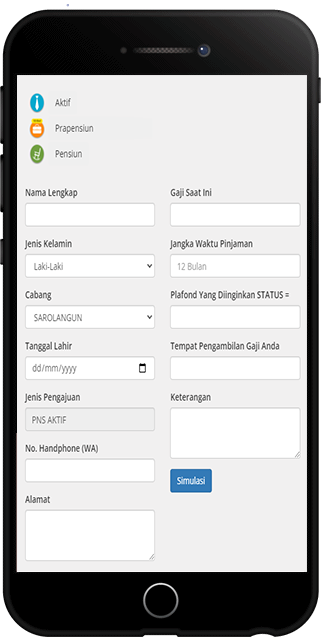 Aktif
Prapensiun
Pensiun
Nama Lengkap
Jenis Kelamin
Laki-Laki
Cabang
SAROLANGUN
Tanggal Lahir
dd/mm/yyyy
Jenis Pengajuan
PNS AKTIF
No. Handphone (WA)
Alamat
Gaji Saat Ini
Jangka Waktu Pinjaman
12 Bulan
Plafond Yang Diinginkan STATUS =
Tempat Pengambilan Gaji Anda
Keterangan
Simulasi